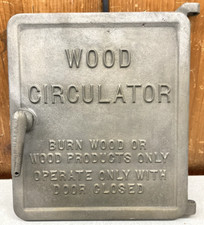 WOOD
CIRCULATOR
BURN WOOD OR
WOOD PRODUCTS ONLY
OPERATE ONLY WITH
DOOR CLOSED